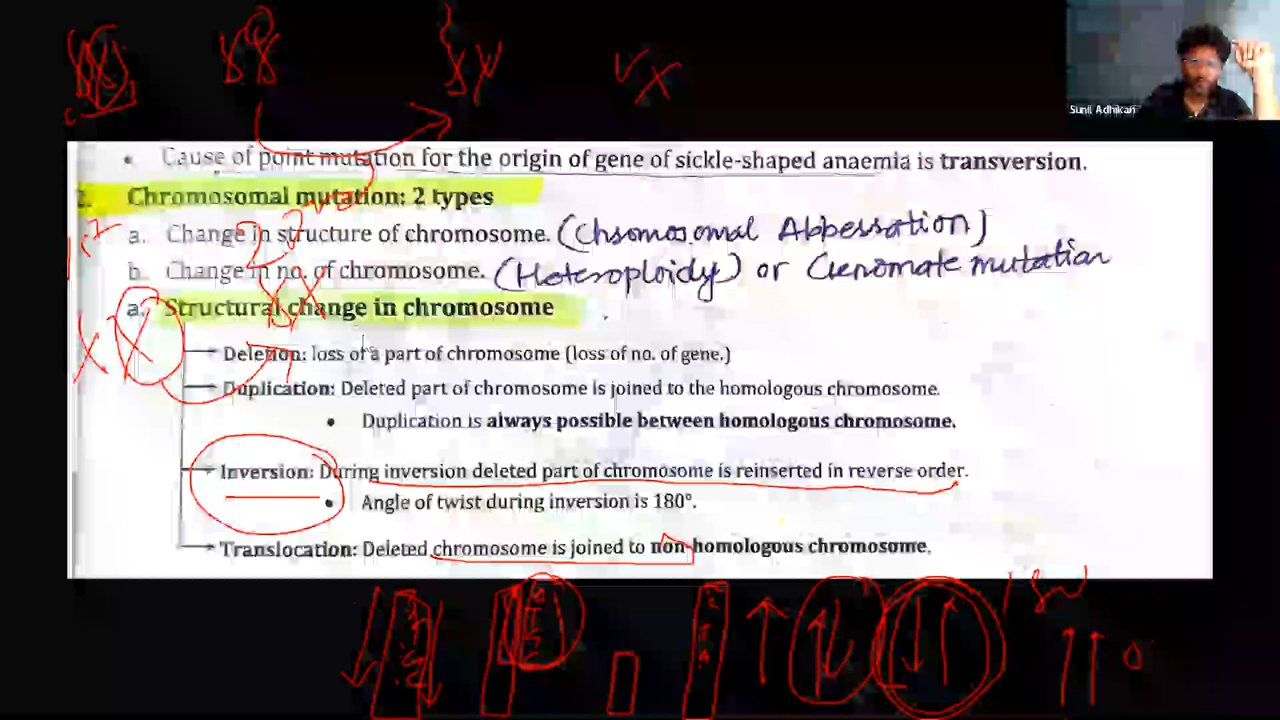 Sunil Adhikari
• Cause of point mutation for the origin of gene of sickle-shaped anaemia is transversion.
Chromosomal mutation: 2 types
a. Change in structure of chromosome. (Chsomosomal Abbessation)
b. Change in no. of chromosome. (Heteroploidy) or Genomate mutation
a. Structural change in chromosome
Deletion: loss of a part of chromosome (loss of no. of gene.)
Duplication: Deleted part of chromosome is joined to the homologous chromosome.
• Duplication is always possible between homologous chromosome.
Inversion: During inversion deleted part of chromosome is reinserted in reverse order.
• Angle of twist during inversion is 180°.
Translocation: Deleted chromosome is joined to non-homologous chromosome.